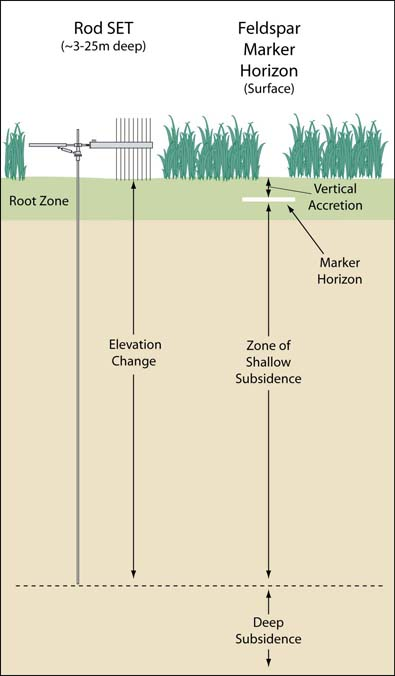 Rod SET
(~3-25m deep)
Feldspar
Marker
Horizon
(Surface)
Root Zone
Vertical
Accretion
Marker
Horizon
Elevation
Change
Zone of
Shallow
Subsidence
Deep
Subsidence